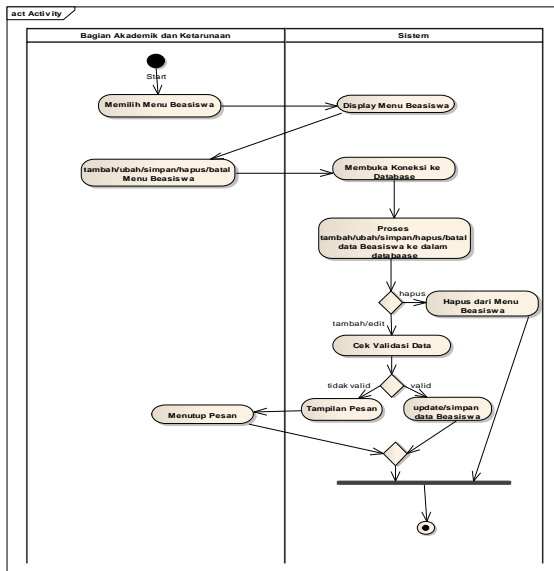 act Activity
Bagian Akademik dan Ketarunaan
Sistem
Start
Memilih Menu Beasiswa
Display Menu Beasiswa
tambah/ubah/simpan/hapus/batal
Menu Beasiswa
Membuka Koneksi ke
Database
Proses
tambah/ubah/simpan/hapus/batal
data Beasiswa ke dalam
databaase
hapus
Hapus dari Menu
Beasiswa
tambah/edit
Cek Validasi Data
tidak valid
valid
Menutup Pesan
Tampilan Pesan
update/simpan
data Beasiswa